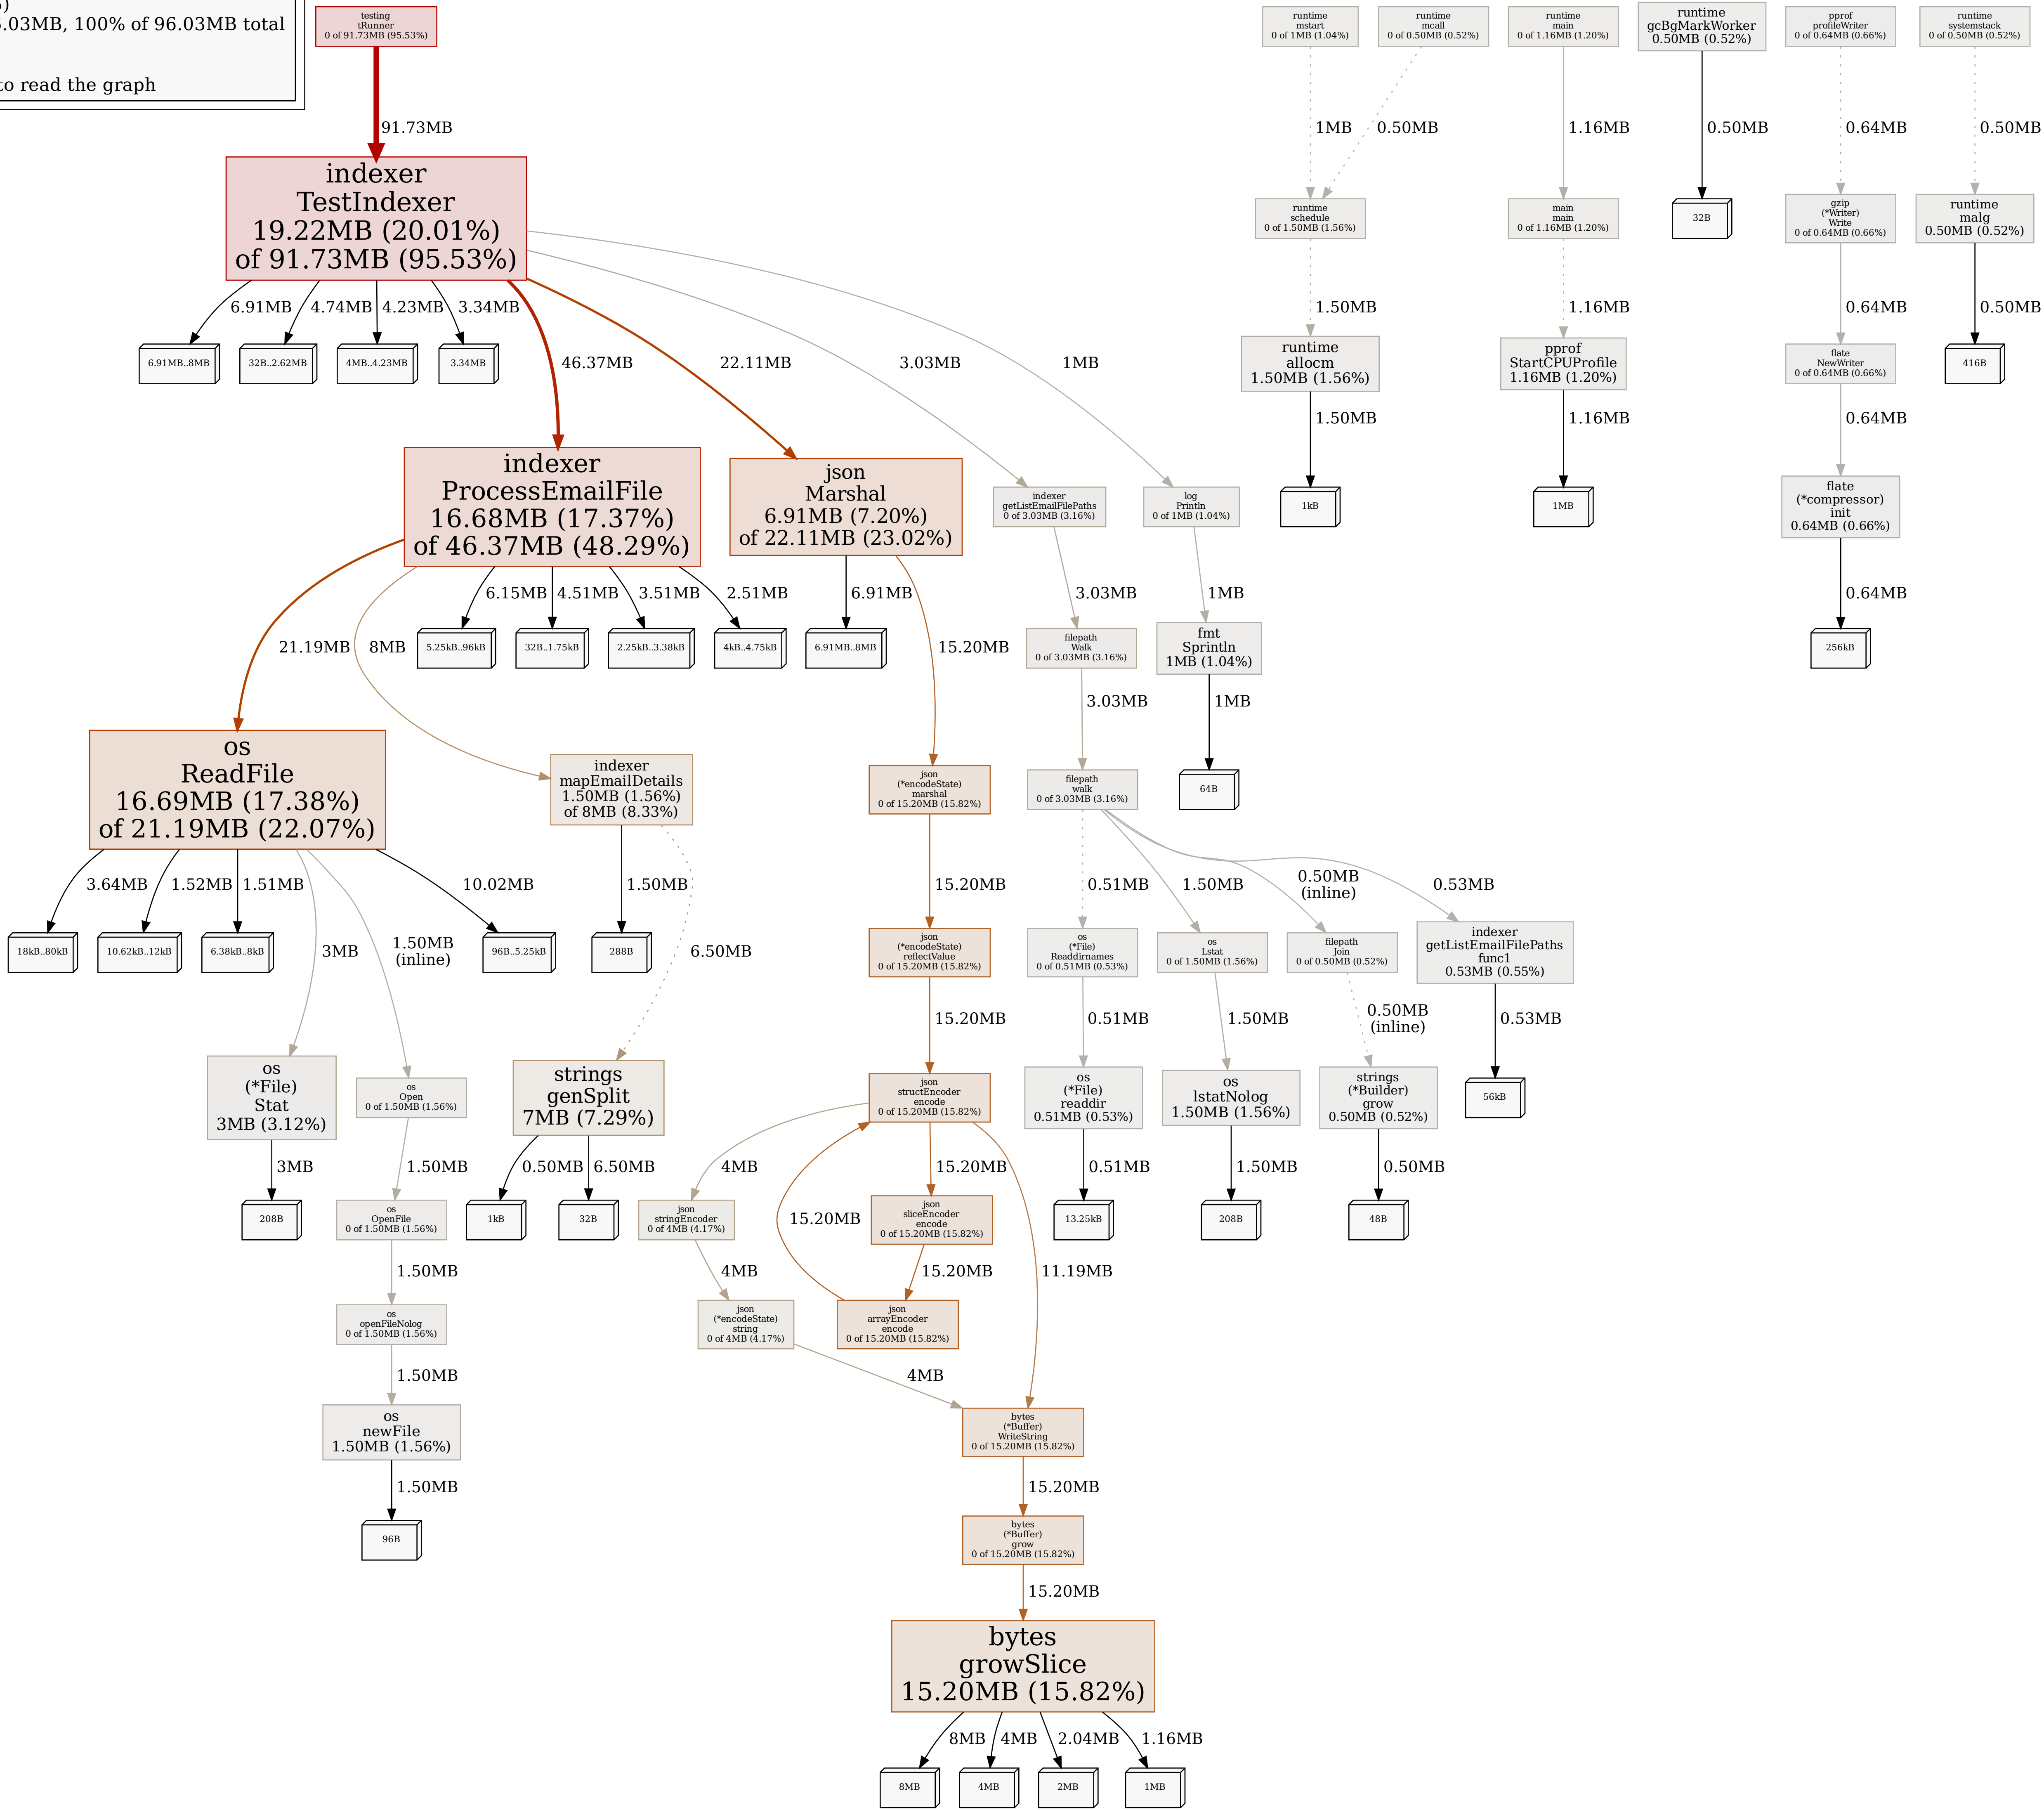 )
.03MB, 100% of 96.03MB total
to read the graph
testing
tRunner
0 of 91.73MB (95.53%)
runtime
mstart
0 of 1MB (1.04%)
runtime
mcall
0 of 0.50MB (0.52%)
runtime
main
0 of 1.16MB (1.20%)
runtime
gcBgMarkWorker
0.50MB (0.52%)
pprof
profileWriter
0 of 0.64MB (0.66%)
runtime
systemstack
0 of 0.50MB (0.52%)
91.73MB
1MB
0.50MB
1.16MB
0.50MB
0.64MB
0.50MB
indexer
TestIndexer
19.22MB (20.01%)
of 91.73MB (95.53%)
runtime
schedule
0 of 1.50MB (1.56%)
main
main
0 of 1.16MB (1.20%)
32B
gzip
(*Writer)
Write
0 of 0.64MB (0.66%)
runtime
malg
0.50MB (0.52%)
6.91MB
4.74MB
4.23MB
3.34MB
1.50MB
1.16MB
0.64MB
0.50MB
6.91MB..8MB
32B..2.62MB
4MB..4.23MB
3.34MB
46.37MB
22.11MB
3.03MB
1MB
runtime
allocm
1.50MB (1.56%)
pprof
StartCPUProfile
1.16MB (1.20%)
flate
NewWriter
0 of 0.64MB (0.66%)
416B
1.50MB
1.16MB
0.64MB
indexer
ProcessEmailFile
16.68MB (17.37%)
of 46.37MB (48.29%)
json
Marshal
6.91MB (7.20%)
of 22.11MB (23.02%)
indexer
getListEmailFilePaths
0 of 3.03MB (3.16%)
log
Println
0 of 1MB (1.04%)
1kB
1MB
flate
(*compressor)
init
0.64MB (0.66%)
6.15MB
4.51MB
3.51MB
2.51MB
6.91MB
3.03MB
1MB
0.64MB
21.19MB
8MB
5.25kB..96kB
32B..1.75kB
2.25kB..3.38kB
4kB..4.75kB
6.91MB..8MB
15.20MB
filepath
Walk
0 of 3.03MB (3.16%)
fmt
Sprintln
1MB (1.04%)
256kB
3.03MB
1MB
os
ReadFile
16.69MB (17.38%)
of 21.19MB (22.07%)
indexer
mapEmailDetails
1.50MB (1.56%)
of 8MB (8.33%)
json
(*encodeState)
marshal
0 of 15.20MB (15.82%)
filepath
walk
0 of 3.03MB (3.16%)
64B
3.64MB
1.52MB
1.51MB
10.02MB
1.50MB
15.20MB
0.51MB
1.50MB
0.50MB
(inline)
0.53MB
18kB..80kB
10.62kB..12kB
6.38kB..8kB
3MB
1.50MB
(inline)
96B..5.25kB
288B
6.50MB
json
(*encodeState)
reflectValue
0 of 15.20MB (15.82%)
os
(*File)
Readdirnames
0 of 0.51MB (0.53%)
os
Lstat
0 of 1.50MB (1.56%)
filepath
Join
0 of 0.50MB (0.52%)
indexer
getListEmailFilePaths
func1
0.53MB (0.55%)
15.20MB
0.51MB
1.50MB
0.50MB
(inline)
0.53MB
os
(*File)
Stat
3MB (3.12%)
os
Open
0 of 1.50MB (1.56%)
strings
genSplit
7MB (7.29%)
json
structEncoder
encode
0 of 15.20MB (15.82%)
os
(*File)
readdir
0.51MB (0.53%)
os
lstatNolog
1.50MB (1.56%)
strings
(*Builder)
grow
0.50MB (0.52%)
56kB
3MB
1.50MB
0.50MB
6.50MB
4MB
15.20MB
0.51MB
1.50MB
0.50MB
208B
os
OpenFile
0 of 1.50MB (1.56%)
1kB
32B
json
stringEncoder
0 of 4MB (4.17%)
15.20MB
json
sliceEncoder
encode
0 of 15.20MB (15.82%)
13.25kB
208B
48B
1.50MB
4MB
15.20MB
11.19MB
os
openFileNolog
0 of 1.50MB (1.56%)
json
(*encodeState)
string
0 of 4MB (4.17%)
json
arrayEncoder
encode
0 of 15.20MB (15.82%)
1.50MB
4MB
os
newFile
1.50MB (1.56%)
bytes
(*Buffer)
WriteString
0 of 15.20MB (15.82%)
1.50MB
15.20MB
96B
bytes
(*Buffer)
grow
0 of 15.20MB (15.82%)
15.20MB
bytes
growSlice
15.20MB (15.82%)
8MB
4MB
2.04MB
1.16MB
8MB
4MB
2MB
1MB